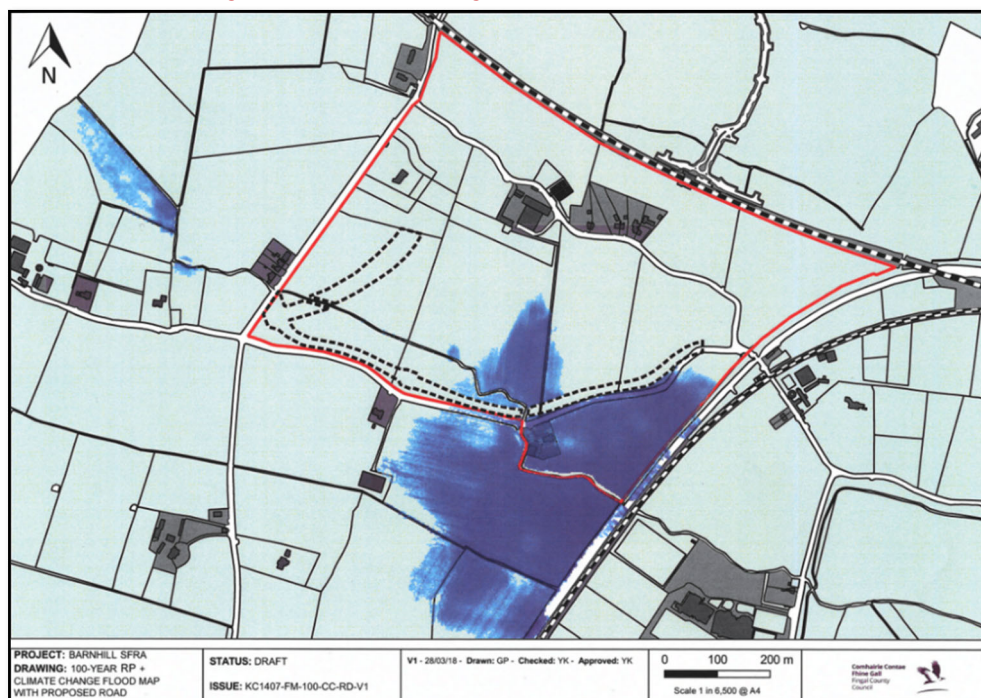 N
PROJECT: BARNHILL SFRA
DRAWING: 100-YEAR RP +
CLIMATE CHANGE FLOOD MAP
WITH PROPOSED ROAD
STATUS: DRAFT
ISSUE: KC1407-FM-100-CC-RD-V1
V1 - 28/03/18 - Drawn: GP - Checked: YK - Approved: YK
0 100 200 m
Scale 1 in 6,500 @ A4
Comhairle Contae
Fhine Gall
Fingal County
Council